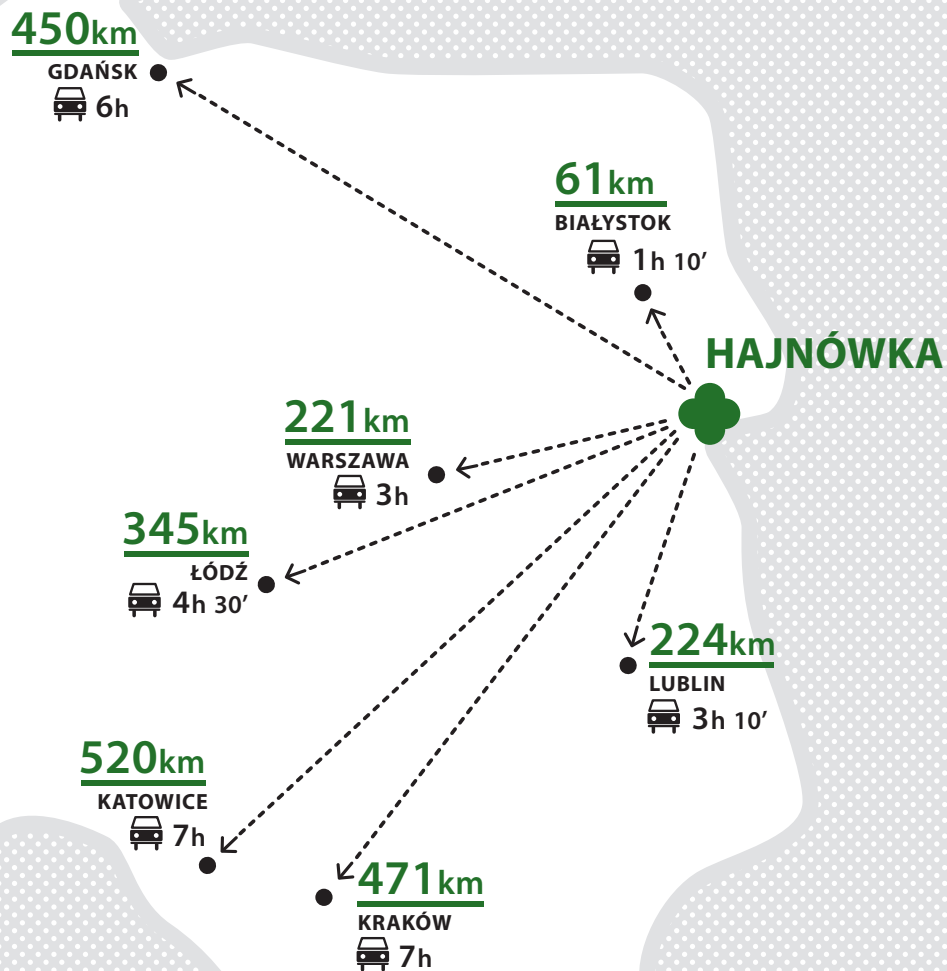 450km
GDAŃSK
6h
61km
BIAŁYSTOK
1h 10′
HAJNÓWKA
221km
WARSZAWA
3h
345km
ŁÓDŹ
4h 30′
224km
LUBLIN
3h 10′
520km
KATOWICE
7h
471km
KRAKÓW
7h